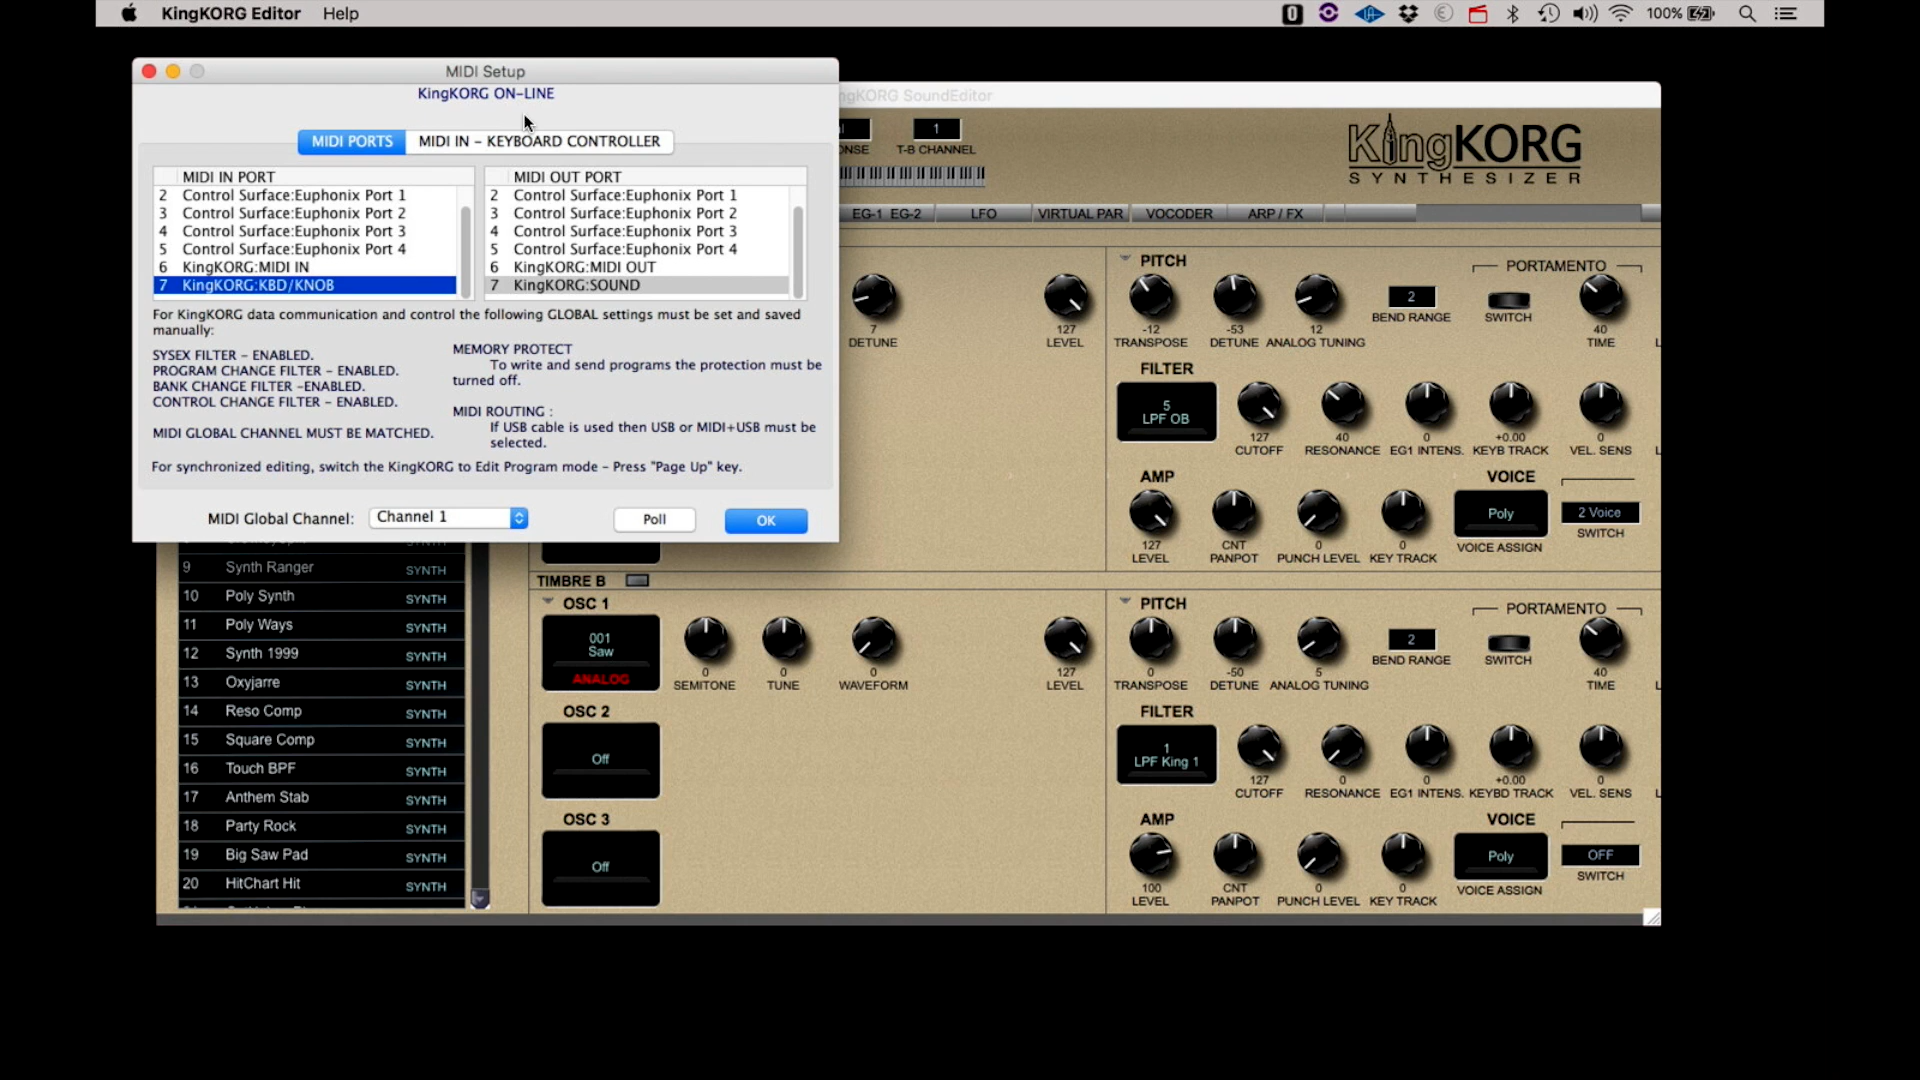 KingKORG Editor Help
100%
MIDI Setup
KingKORG ON-LINE
MIDI PORTS
MIDI IN - KEYBOARD CONTROLLER
MIDI IN PORT
2 Control Surface:Euphonix Port 1
3 Control Surface:Euphonix Port 2
4 Control Surface:Euphonix Port 3
5 Control Surface:Euphonix Port 4
6 KingKORG:MIDI IN
7 KingKORG:KBD/KNOB
MIDI OUT PORT
2 Control Surface:Euphonix Port 1
3 Control Surface:Euphonix Port 2
4 Control Surface:Euphonix Port 3
5 Control Surface:Euphonix Port 4
6 KingKORG:MIDI OUT
7 KingKORG:SOUND
For KingKORG data communication and control the following GLOBAL settings must be set and saved
manually:
SYSEX FILTER - ENABLED.
PROGRAM CHANGE FILTER - ENABLED.
BANK CHANGE FILTER -ENABLED.
CONTROL CHANGE FILTER - ENABLED.
MIDI GLOBAL CHANNEL MUST BE MATCHED.
MEMORY PROTECT
To write and send programs the protection must be
turned off.
MIDI ROUTING :
If USB cable is used then USB or MIDI+USB must be
selected.
For synchronized editing, switch the KingKORG to Edit Program mode - Press "Page Up" key.
MIDI Global Channel: Channel 1
Poll
OK
SoundEditor
1
T-B CHANNEL
KingKORG
SYNTHESIZER
EG-1 EG-2 LFO VIRTUAL PAR VOCODER ARP / FX
7
DETUNE
127
LEVEL
PITCH
PORTAMENTO
2
-12 -53 12 BEND RANGE SWITCH 40
TRANSPOSE DETUNE ANALOG TUNING TIME
FILTER
5
LPF OB
127 40 0 +0.00 0
CUTOFF RESONANCE EG1 INTENS. KEYB TRACK VEL. SENS
AMP
VOICE
Poly
2 Voice
SWITCH
127 CNT 0 0 VOICE ASSIGN
LEVEL PANPOT PUNCH LEVEL KEY TRACK
9 Synth Ranger SYNTH
10 Poly Synth SYNTH
11 Poly Ways SYNTH
12 Synth 1999 SYNTH
13 Oxyjarre SYNTH
14 Reso Comp SYNTH
15 Square Comp SYNTH
16 Touch BPF SYNTH
17 Anthem Stab SYNTH
18 Party Rock SYNTH
19 Big Saw Pad SYNTH
20 HitChart Hit SYNTH
TIMBRE B
OSC 1
001
Saw
ANALOG
0 0 0 127
SEMITONE TUNE WAVEFORM LEVEL
OSC 2
Off
OSC 3
Off
PITCH
PORTAMENTO
2
0 -50 5 BEND RANGE SWITCH 40
TRANSPOSE DETUNE ANALOG TUNING TIME
FILTER
1
LPF King 1
127 0 0 +0.00 0
CUTOFF RESONANCE EG1 INTENS. KEYBD TRACK VEL. SENS
AMP
VOICE
Poly
OFF
SWITCH
100 CNT 0 0 VOICE ASSIGN
LEVEL PANPOT PUNCH LEVEL KEY TRACK